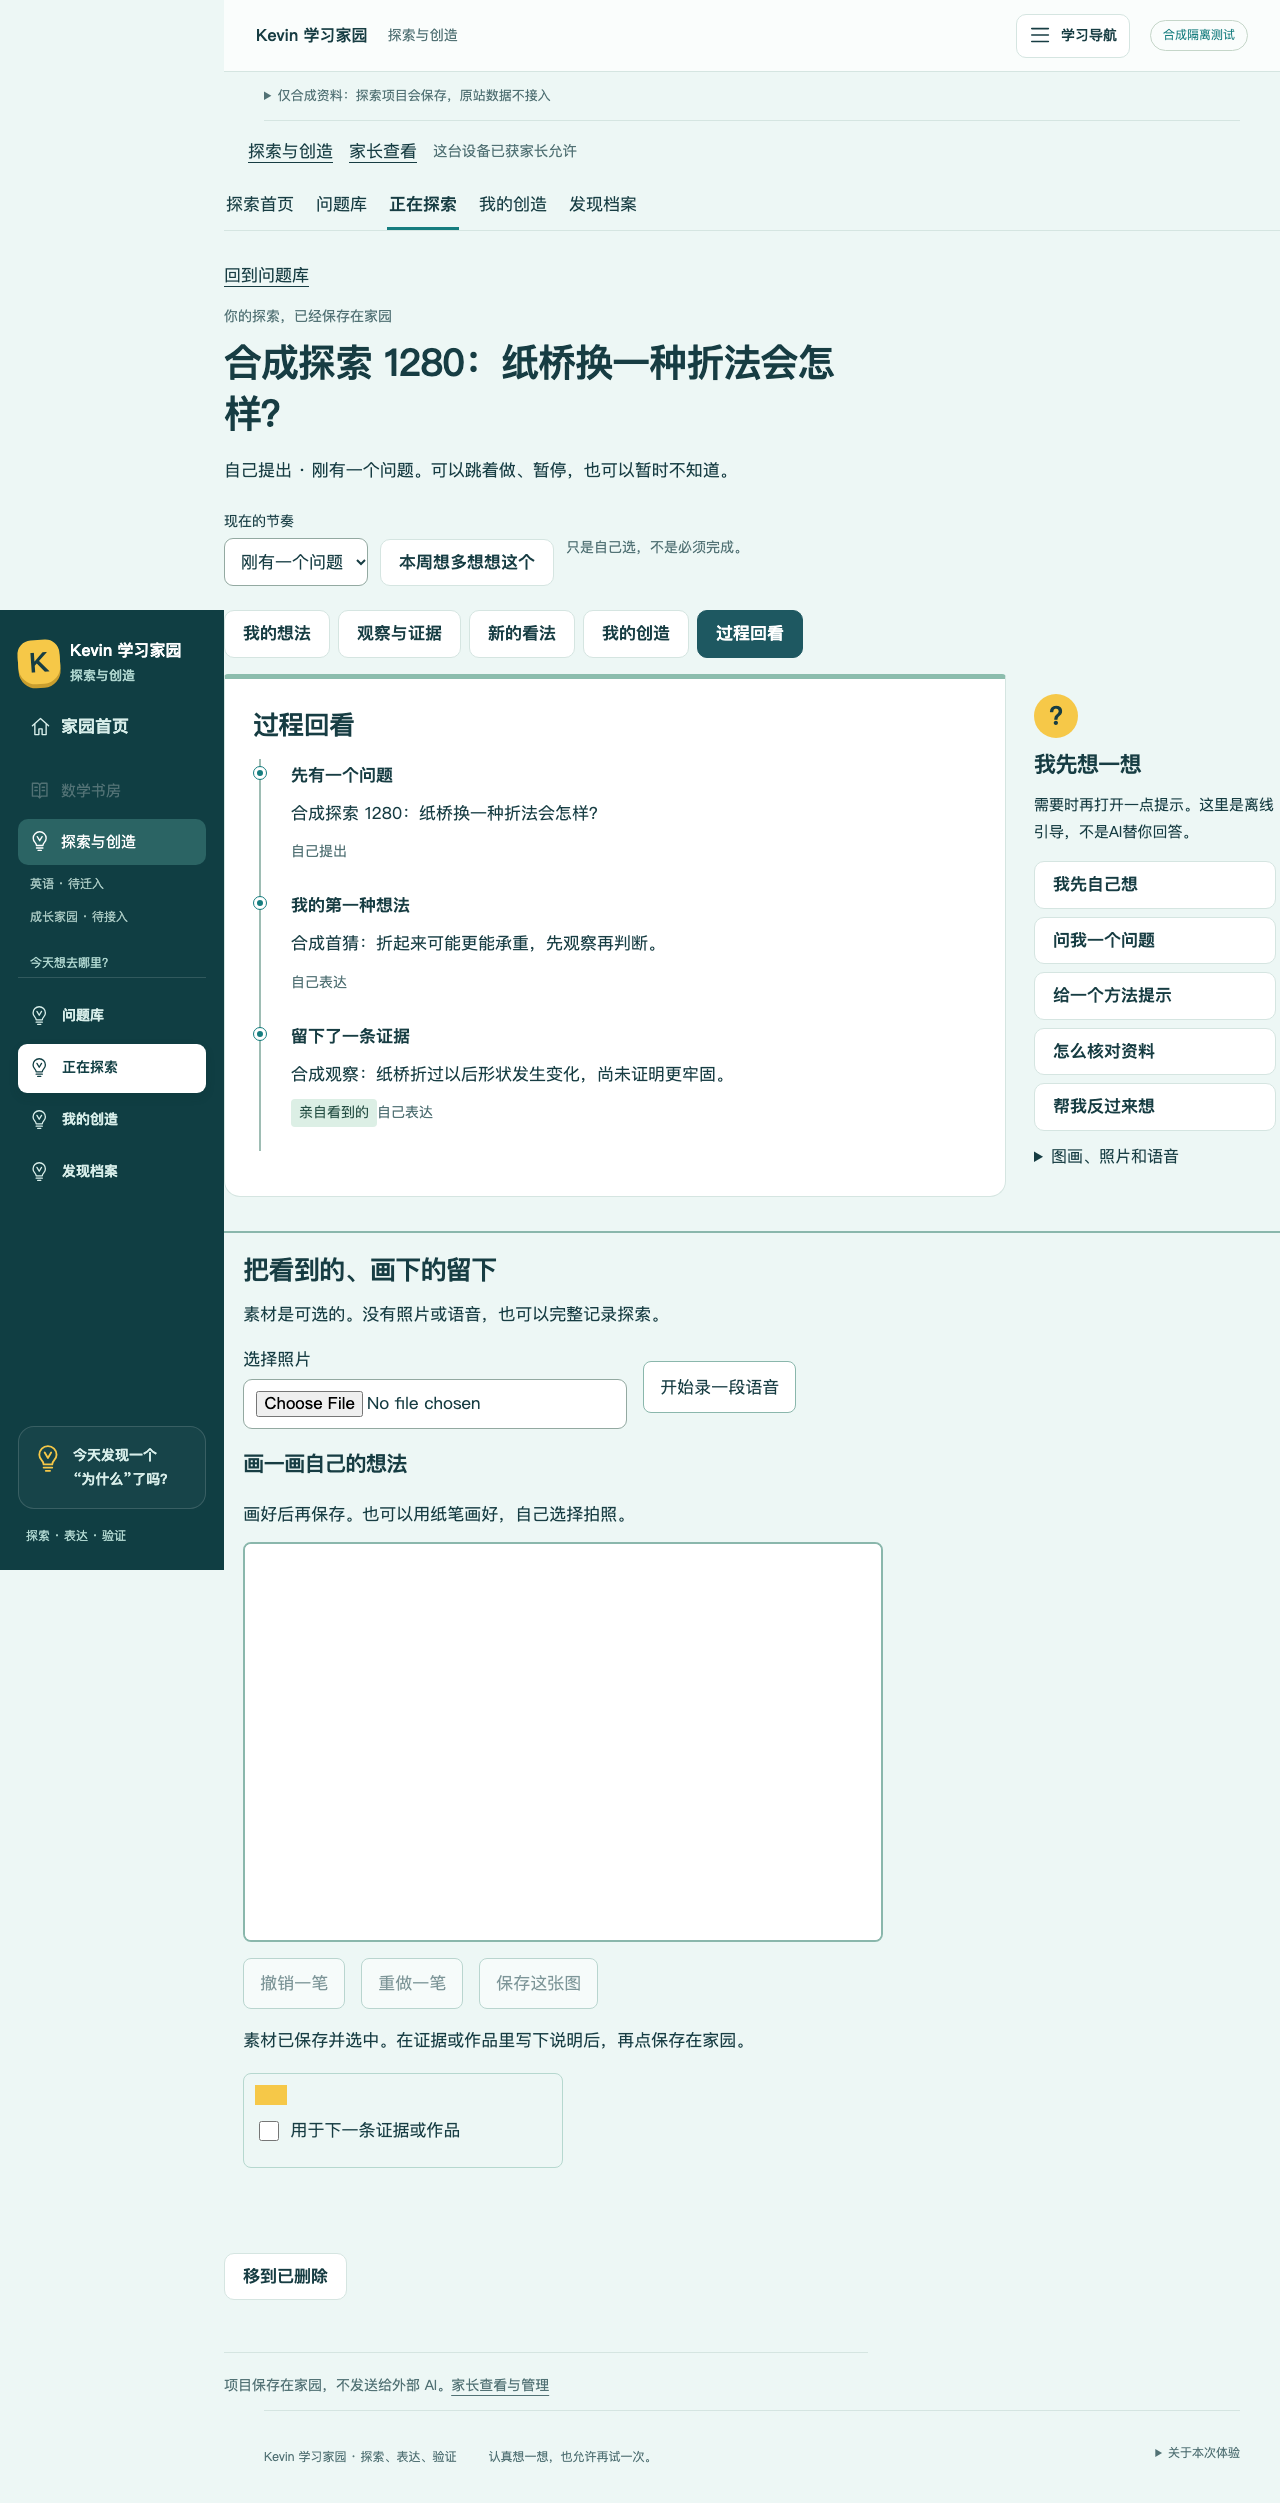 Kevin 学习家园
探索与创造
学习导航
合成隔离测试
仅合成资料：探索项目会保存，原站数据不接入
探索与创造
家长查看
这台设备已获家长允许
探索首页
问题库
正在探索
我的创造
发现档案
回到问题库
你的探索，已经保存在家园
合成探索 1280：纸桥换一种折法会怎
样？
自己提出 · 刚有一个问题。可以跳着做、暂停，也可以暂时不知道。
现在的节奏
刚有一个问题
本周想多想想这个
只是自己选，不是必须完成。
我的想法
观察与证据
新的看法
我的创造
过程回看
K
Kevin 学习家园
探索与创造
家园首页
数学书房
探索与创造
英语 · 待迁入
成长家园 · 待接入
今天想去哪里？
问题库
正在探索
我的创造
发现档案
今天发现一个
“为什么”了吗？
探索 · 表达 · 验证
过程回看
先有一个问题
合成探索 1280：纸桥换一种折法会怎样？
自己提出
我的第一种想法
合成首猜：折起来可能更能承重，先观察再判断。
自己表达
留下了一条证据
合成观察：纸桥折过以后形状发生变化，尚未证明更牢固。
亲自看到的 自己表达
?
我先想一想
需要时再打开一点提示。这里是离线
引导，不是AI替你回答。
我先自己想
问我一个问题
给一个方法提示
怎么核对资料
帮我反过来想
图画、照片和语音
把看到的、画下的留下
素材是可选的。没有照片或语音，也可以完整记录探索。
选择照片
Choose File No file chosen
开始录一段语音
画一画自己的想法
画好后再保存。也可以用纸笔画好，自己选择拍照。
撤销一笔
重做一笔
保存这张图
素材已保存并选中。在证据或作品里写下说明后，再点保存在家园。
用于下一条证据或作品
移到已删除
项目保存在家园，不发送给外部 AI。家长查看与管理
Kevin 学习家园 · 探索、表达、验证
认真想一想，也允许再试一次。
关于本次体验